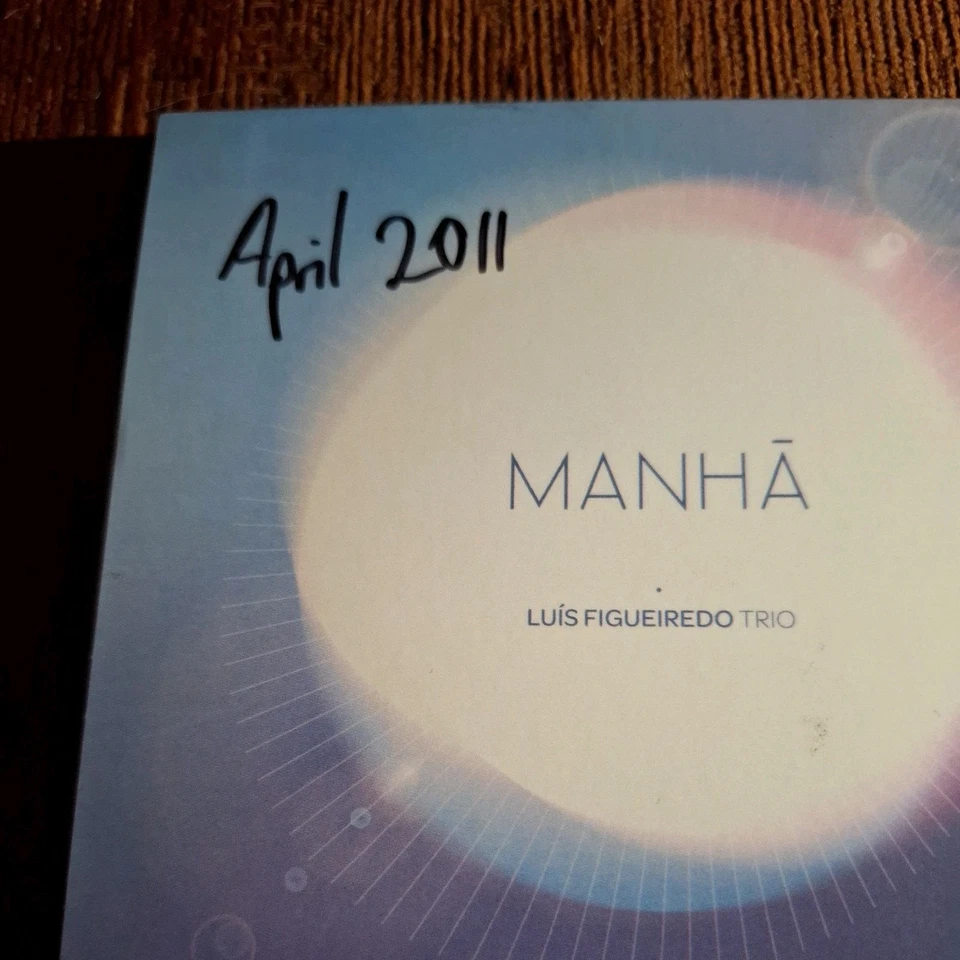 April 2011
MANHÃ
LUÍS FIGUEIREDO TRIO